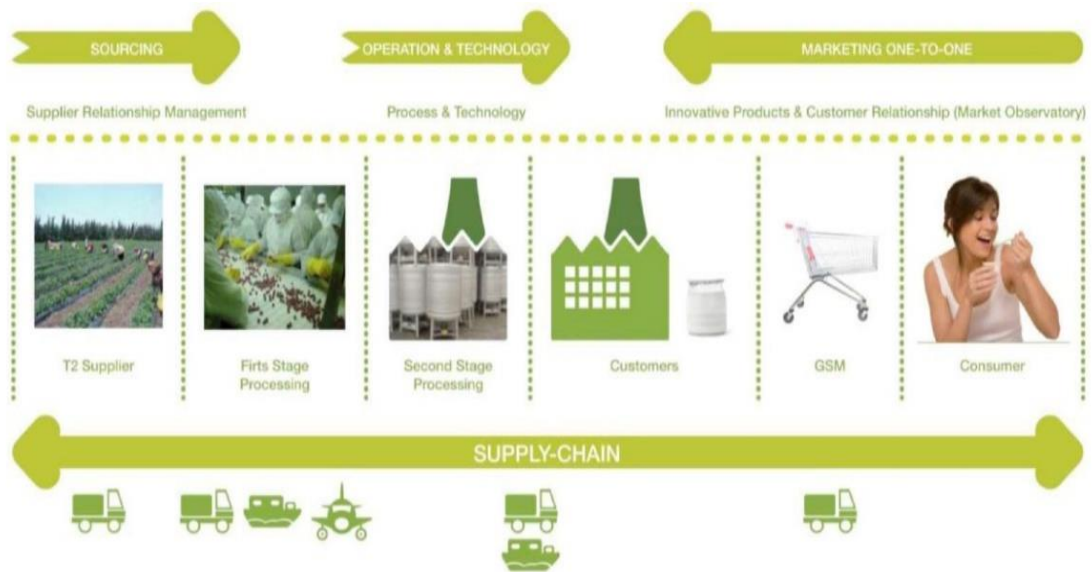 SOURCING
OPERATION & TECHNOLOGY
MARKETING ONE-TO-ONE
Supplier Relationship Management
Process & Technology
Innovative Products & Customer Relationship (Market Observatory)
T2 Supplier
Firts Stage
Processing
Second Stage
Processing
Customers
GSM
Consumer
SUPPLY-CHAIN